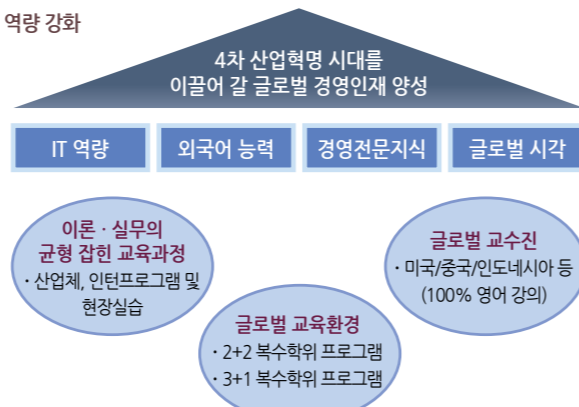 역량 강화
4차 산업혁명 시대를
이끌어 갈 글로벌 경영인재 양성
IT 역량
외국어 능력
경영전문지식
글로벌 시각
이론 · 실무의
균형 잡힌 교육과정
· 산업체, 인턴프로그램 및
현장실습
글로벌 교육환경
· 2+2 복수학위 프로그램
· 3+1 복수학위 프로그램
글로벌 교수진
· 미국/중국/인도네시아 등
(100% 영어 강의)